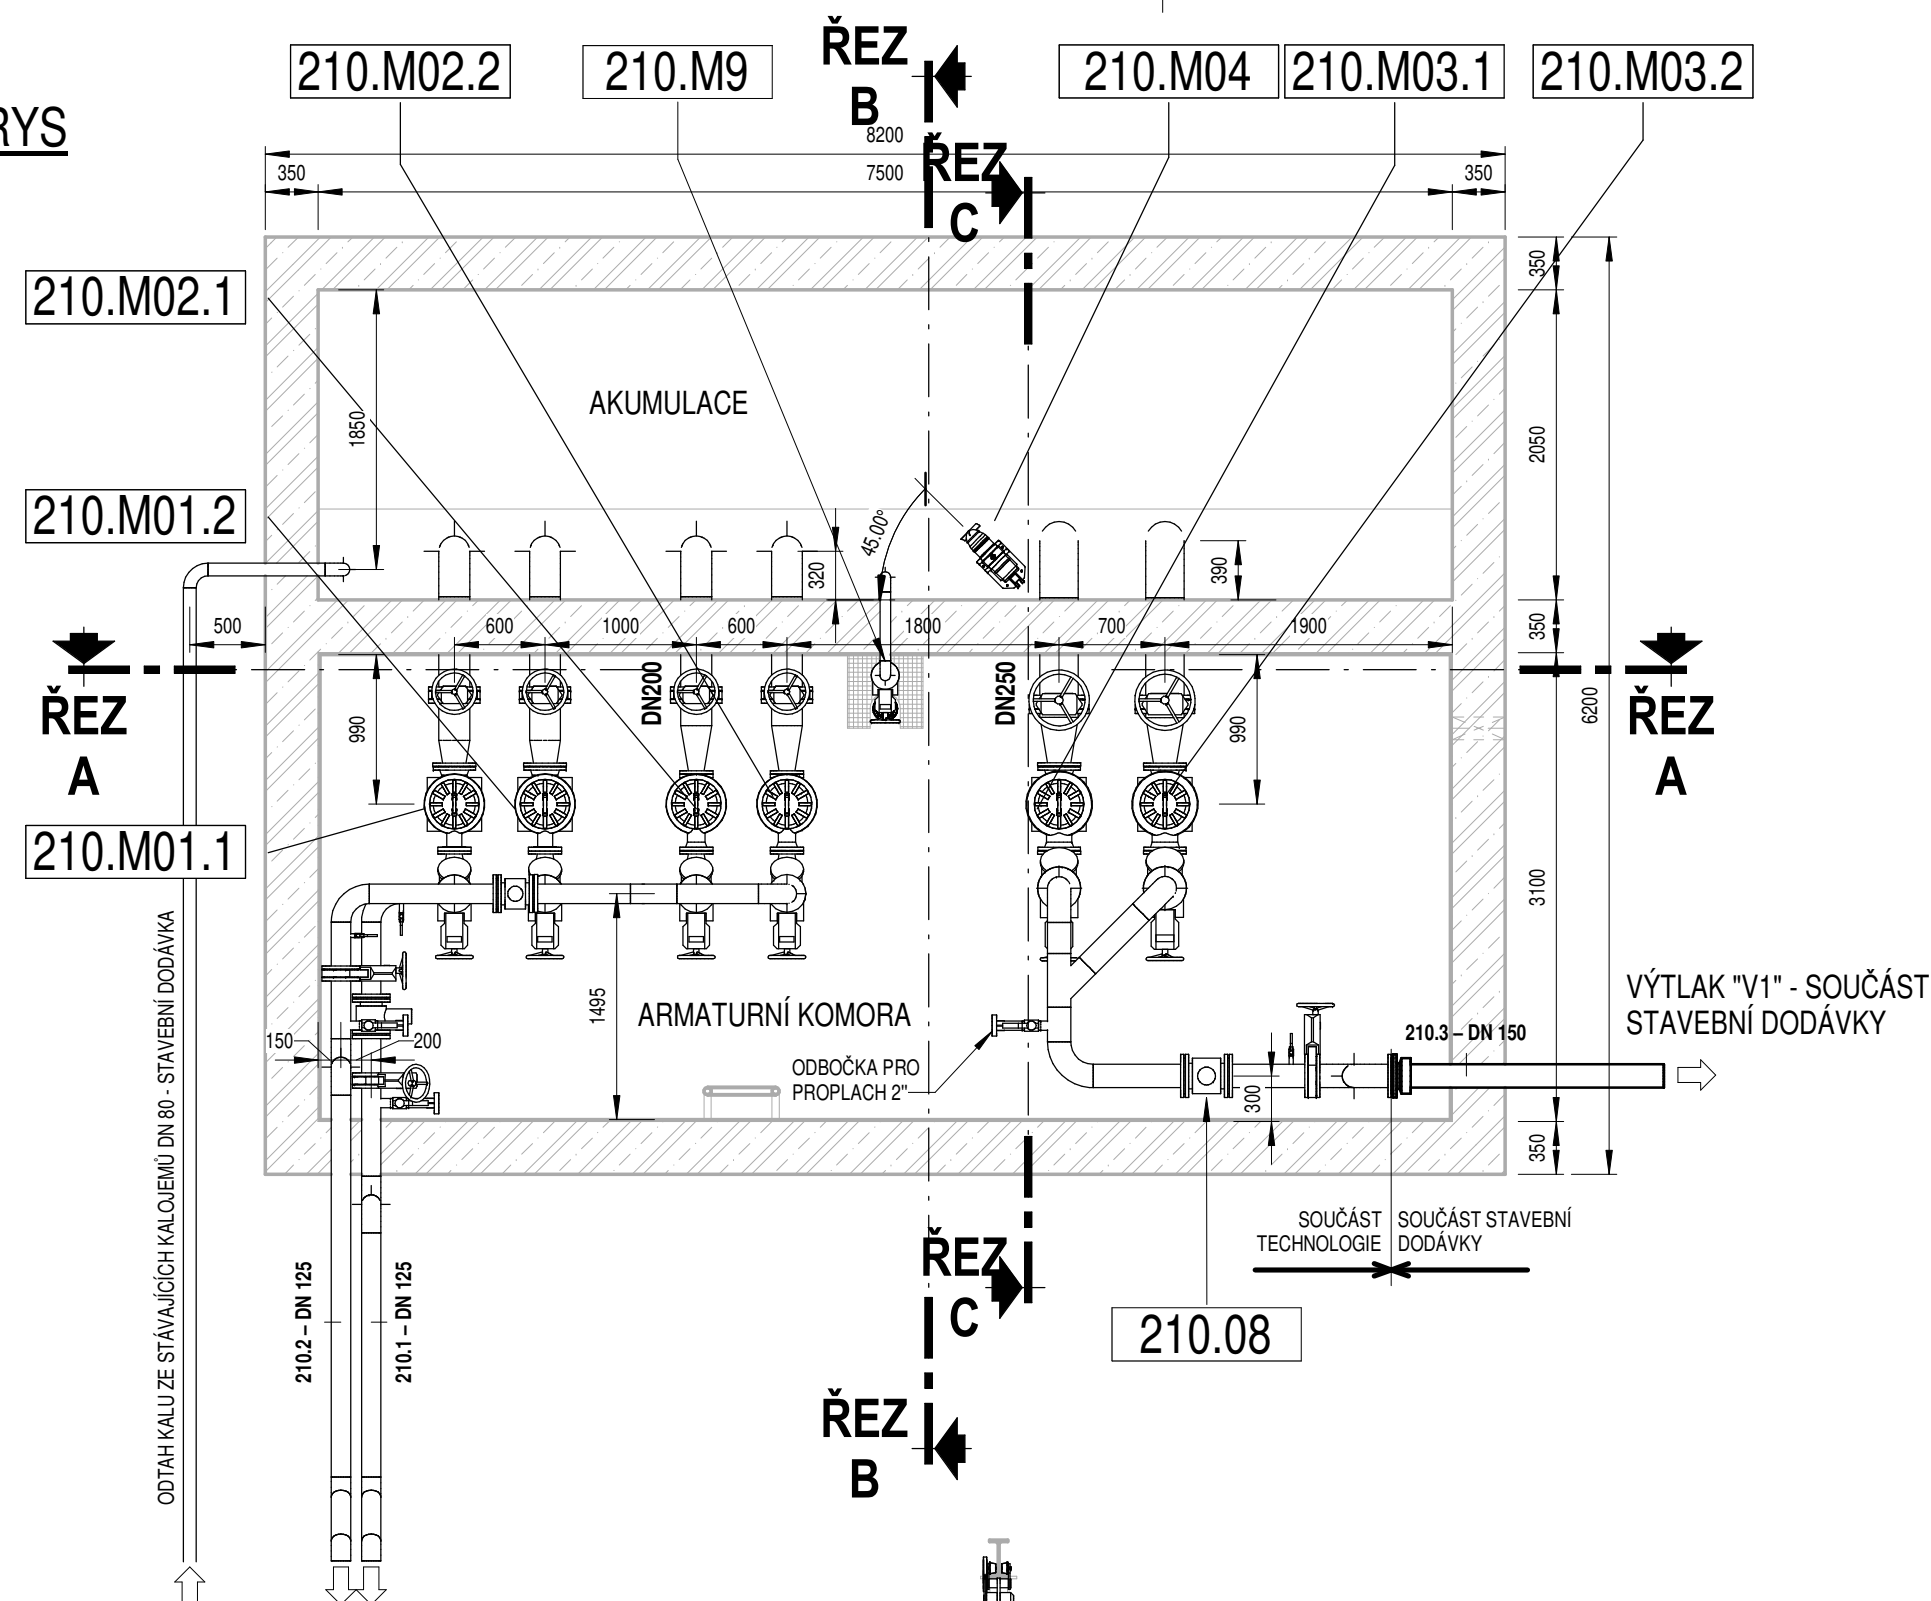 RYS
210.M02.2
210.M9
ŘEZ
B
210.M04
210.M03.1
210.M03.2
8200
ŘEZ
C
350
7500
350
210.M02.1
350
1850
AKUMULACE
2050
210.M01.2
45.00°
320
390
500
600
1000
600
1800
700
1900
350
ŘEZ
A
990
DN200
DN250
990
6200
ŘEZ
A
210.M01.1
3100
ODTAH KALU ZE STÁVAJÍCÍCH KALOJEMŮ DN 80 - STAVEBNÍ DODÁVKA
1495
ARMATURNÍ KOMORA
VÝTLAK "V1" - SOUČÁST
STAVEBNÍ DODÁVKY
150
200
210.3 – DN 150
ODBOČKA PRO
PROPLACH 2"
300
350
SOUČÁST
TECHNOLOGIE
SOUČÁST STAVEBNÍ
DODÁVKY
210.2 – DN 125
210.1 – DN 125
ŘEZ
C
210.08
ŘEZ
B